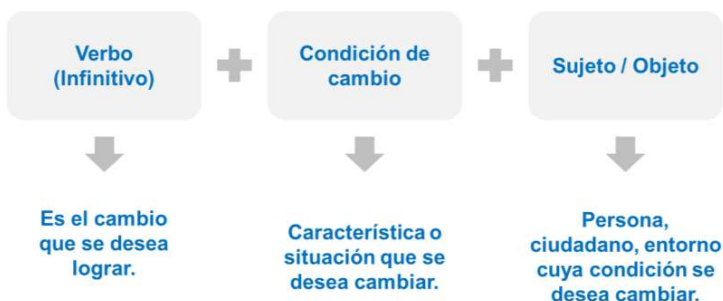 Verbo
(Infinitivo)
Condición de
cambio
Sujeto / Objeto
Es el cambio
que se desea
lograr.
Característica o
situación que se
desea cambiar.
Persona,
ciudadano, entorno
cuya condición se
desea cambiar.